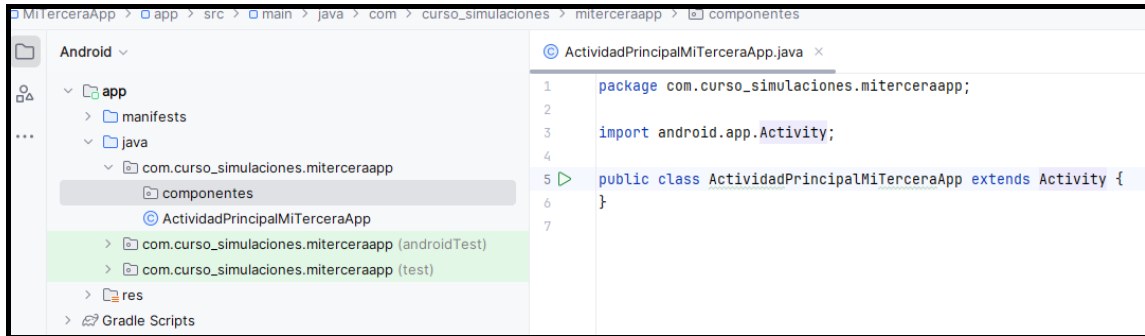 MiTerceraApp > app > src > main > java > com > curso_simulaciones > miterceraapp > componentes
Android
ActividadPrincipalMiTerceraApp.java
app
manifests
java
com.curso_simulaciones.miterceraapp
componentes
ActividadPrincipalMiTerceraApp
com.curso_simulaciones.miterceraapp (androidTest)
com.curso_simulaciones.miterceraapp (test)
res
Gradle Scripts
1 package com.curso_simulaciones.miterceraapp;
2
3 import android.app.Activity;
4
5 public class ActividadPrincipalMiTerceraApp extends Activity {
6 }
7